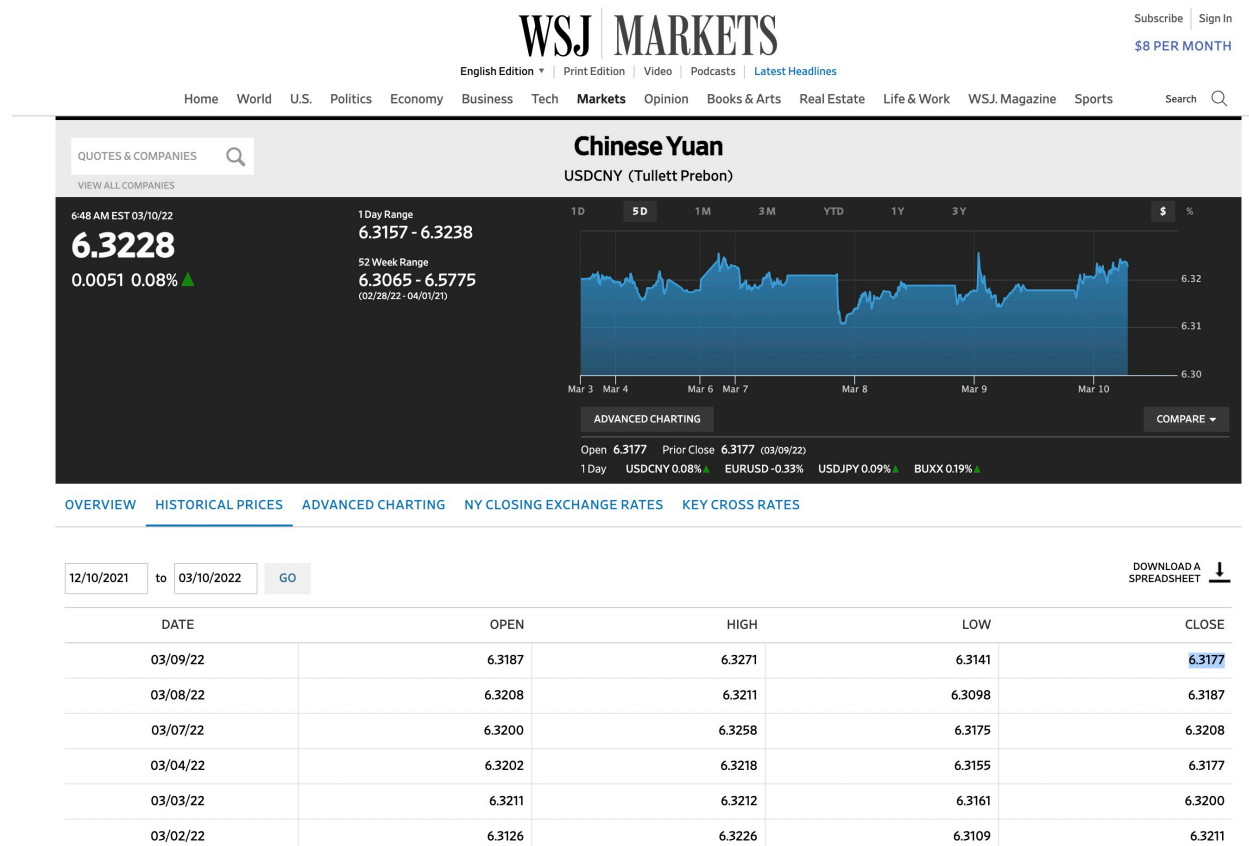 WSJ MARKETS
Subscribe Sign In
$8 PER MONTH
English Edition ▼ Print Edition Video Podcasts Latest Headlines
Home World U.S. Politics Economy Business Tech Markets Opinion Books & Arts Real Estate Life & Work WSJ. Magazine Sports Search
QUOTES & COMPANIES
VIEW ALL COMPANIES
Chinese Yuan
USDCNY (Tullett Prebon)
6:48 AM EST 03/10/22
6.3228
0.0051 0.08%
1 Day Range
6.3157 - 6.3238
52 Week Range
6.3065 - 6.5775
(02/28/22 - 04/01/21)
1D 5D 1M 3M YTD 1Y 3Y $ %
6.32
6.31
6.30
Mar 3 Mar 4 Mar 6 Mar 7 Mar 8 Mar 9 Mar 10
ADVANCED CHARTING COMPARE
Open 6.3177 Prior Close 6.3177 (03/09/22)
1 Day USDCNY 0.08% EURUSD -0.33% USDJPY 0.09% BUXX 0.19%
OVERVIEW HISTORICAL PRICES ADVANCED CHARTING NY CLOSING EXCHANGE RATES KEY CROSS RATES
12/10/2021 to 03/10/2022 GO
DOWNLOAD A
SPREADSHEET
DATE OPEN HIGH LOW CLOSE
03/09/22 6.3187 6.3271 6.3141 6.3177
03/08/22 6.3208 6.3211 6.3098 6.3187
03/07/22 6.3200 6.3258 6.3175 6.3208
03/04/22 6.3202 6.3218 6.3155 6.3177
03/03/22 6.3211 6.3212 6.3161 6.3200
03/02/22 6.3126 6.3226 6.3109 6.3211